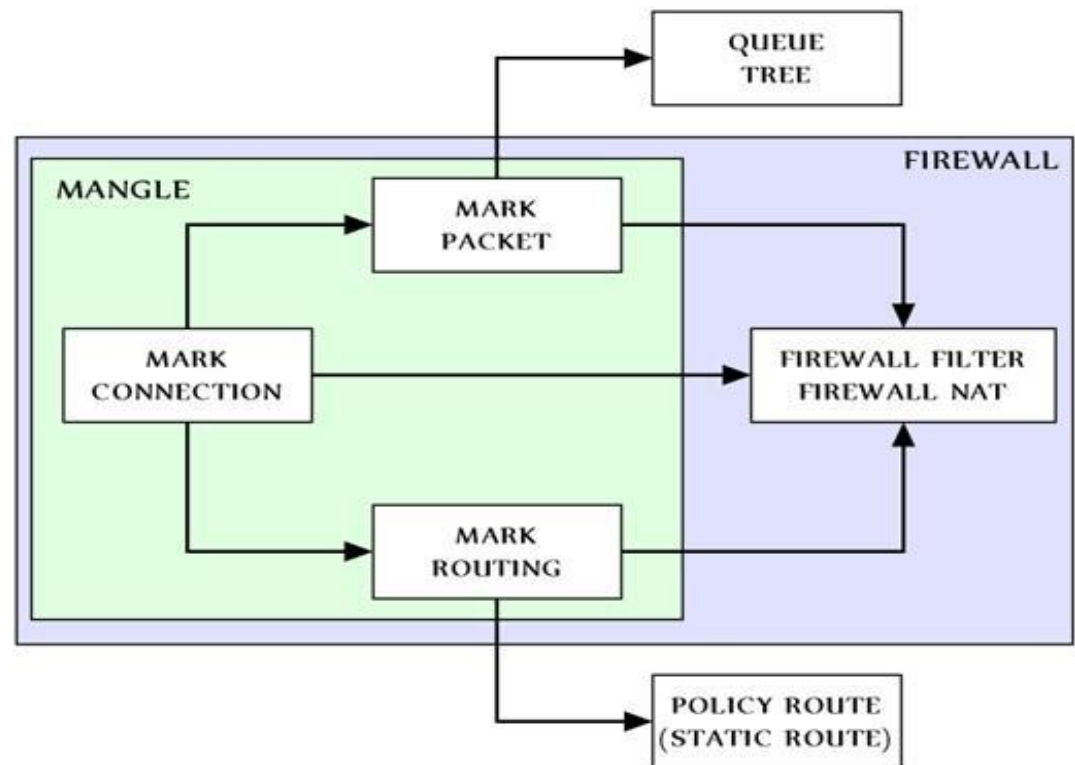 QUEUE
TREE
FIREWALL
MANGLE
MARK
PACKET
MARK
CONNECTION
FIREWALL FILTER
FIREWALL NAT
MARK
ROUTING
POLICY ROUTE
(STATIC ROUTE)